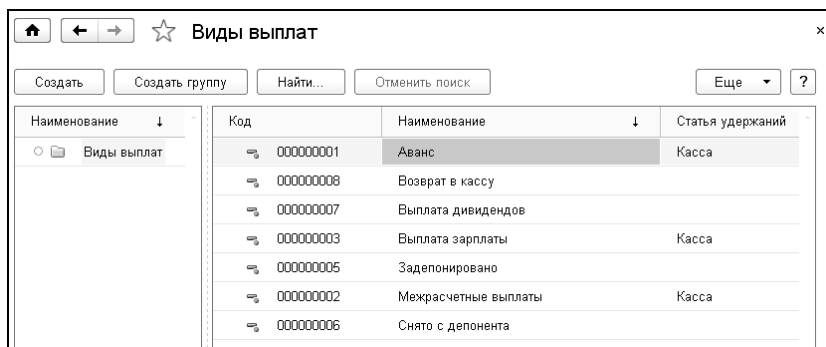 Виды выплат
Создать Создать группу Найти... Отменить поиск Еще ?
Наименование ↓ Код Наименование ↓ Статья удержаний
Виды выплат 000000001 Аванс Касса
000000008 Возврат в кассу
000000007 Выплата дивидендов
000000003 Выплата зарплаты Касса
000000005 Задепонировано
000000002 Межрасчетные выплаты Касса
000000006 Снято с депонента